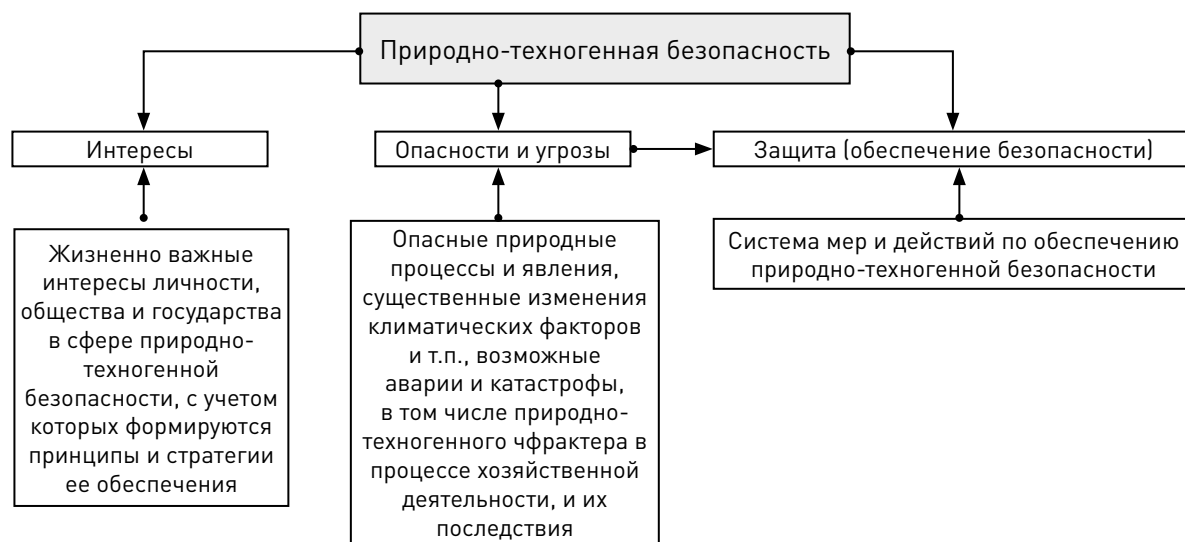 Природно-техногенная безопасность
Интересы
Опасности и угрозы
Защита (обеспечение безопасности)
Жизненно важные
интересы личности,
общества и государства
в сфере природно-
техногенной
безопасности, с учетом
которых формируются
принципы и стратегии
ее обеспечения
Опасные природные
процессы и явления,
существенные изменения
климатических факторов
и т.п., возможные
аварии и катастрофы,
в том числе природно-
техногенного чфрактера в
процессе хозяйственной
деятельности, и их
последствия
Система мер и действий по обеспечению
природно-техногенной безопасности